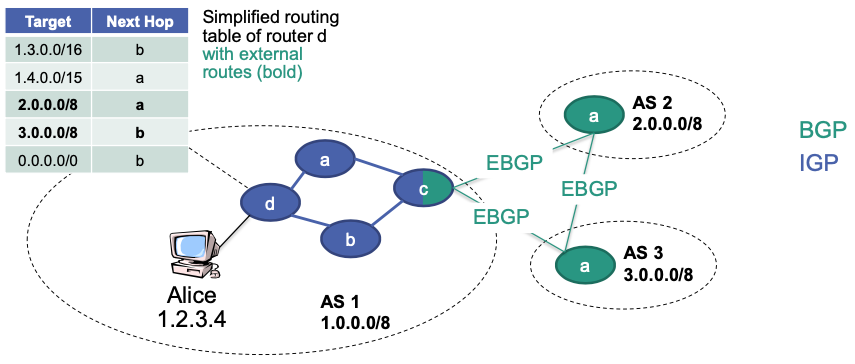 Target Next Hop
1.3.0.0/16 b
1.4.0.0/15 a
2.0.0.0/8 a
3.0.0.0/8 b
0.0.0.0/0 b
Simplified routing
table of router d
with external
routes (bold)
a
d
b
c
Alice
1.2.3.4
AS 1
1.0.0.0/8
EBGP
EBGP
EBGP
a
AS 2
2.0.0.0/8
a
AS 3
3.0.0.0/8
BGP
IGP